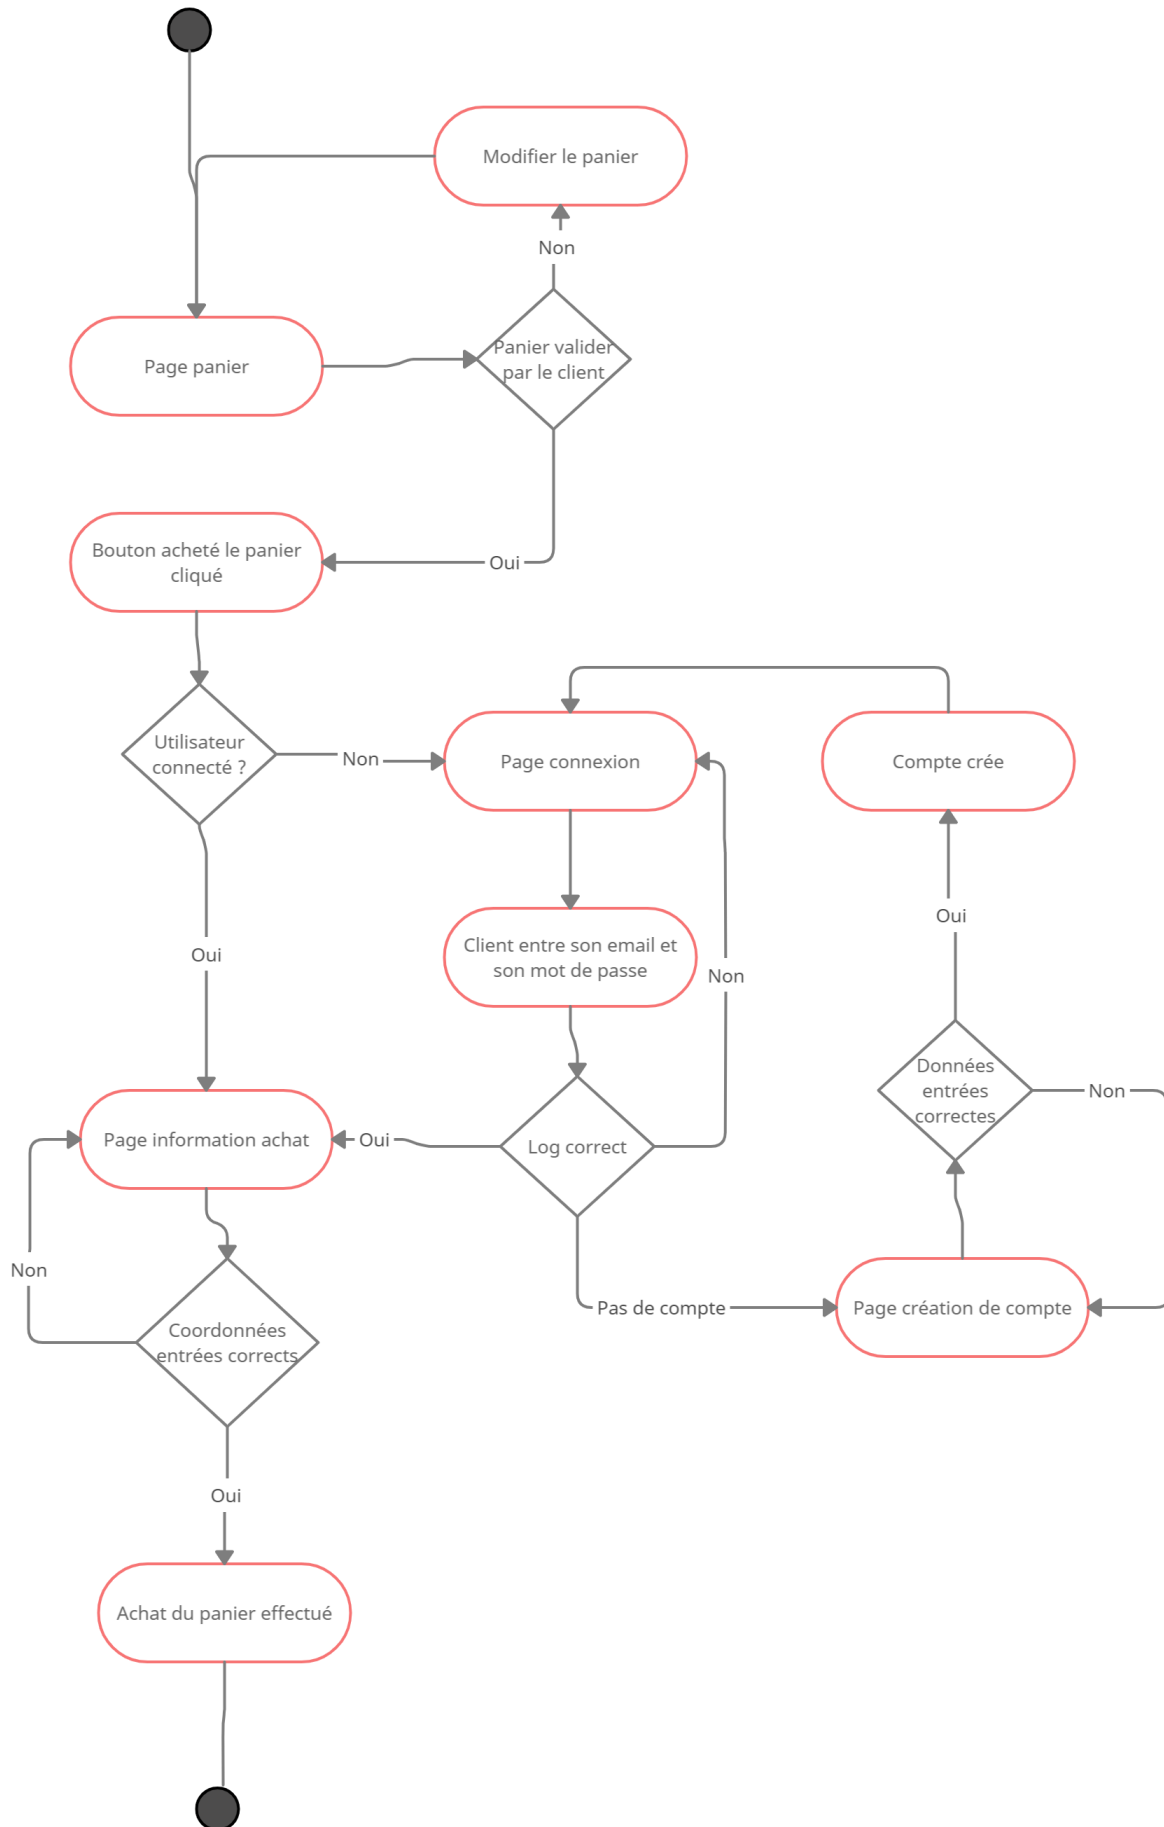 Modifier le panier
Non
Panier valider
par le client
Page panier
Bouton acheté le panier
cliqué
Oui
Utilisateur
connecté ?
Non
Page connexion
Compte crée
Oui
Client entre son email et
son mot de passe
Oui
Non
Données
entrées
correctes
Non
Page information achat
Oui
Log correct
Non
Pas de compte
Page création de compte
Coordonnées
entrées corrects
Oui
Achat du panier effectué